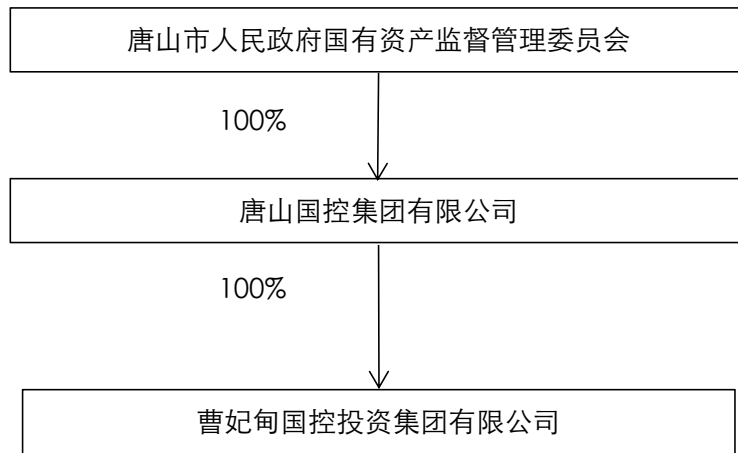 唐山市人民政府国有资产监督管理委员会
100%
唐山国控集团有限公司
100%
曹妃甸国控投资集团有限公司